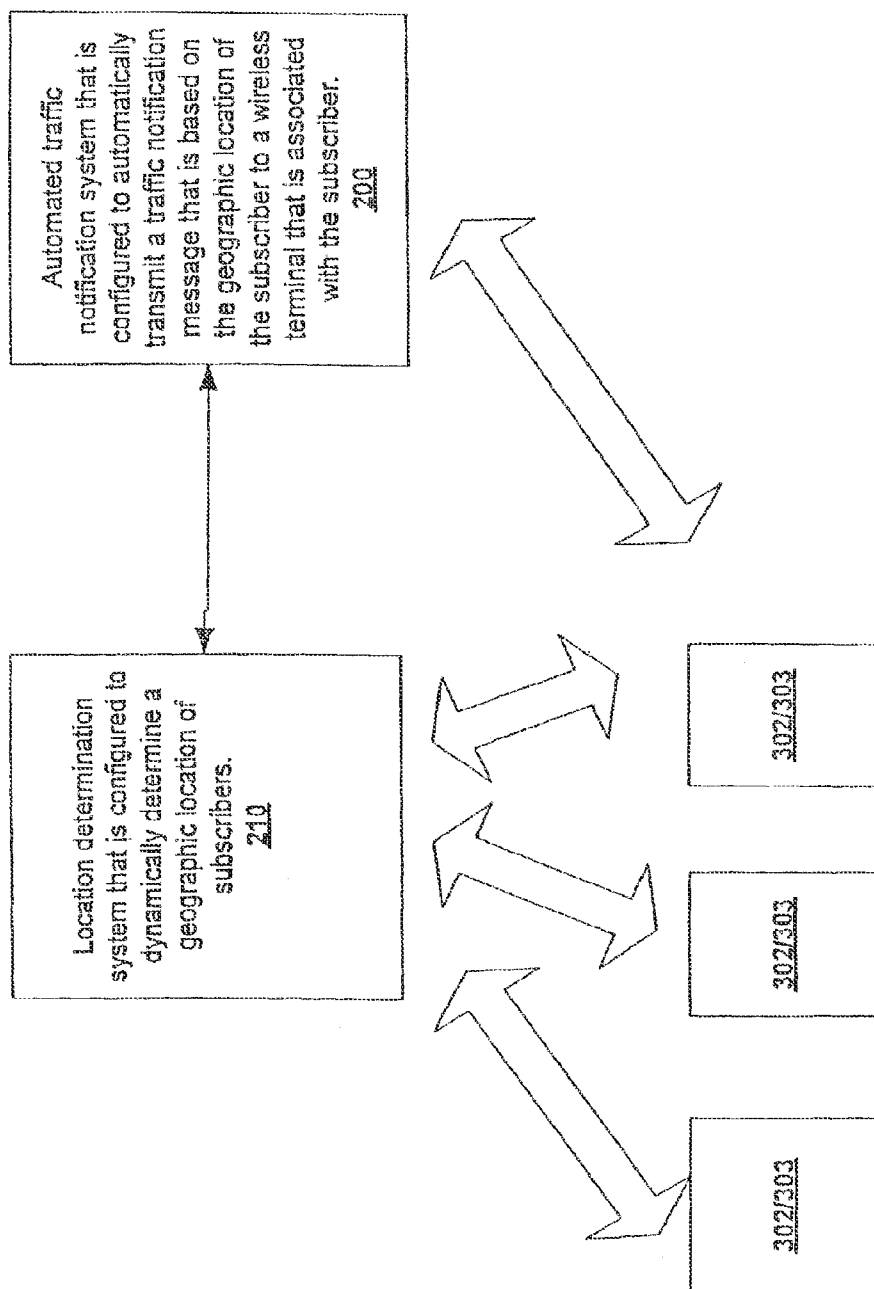 Location determination
system that is configured to
dynamically determine a
geographic location of
subscribers.
210
Automated traffic
notification system that is
configured to automatically
transmit a traffic notification
message that is based on
the geographic location of
the subscriber to a wireless
terminal that is associated
with the subscriber.
200
302/303
302/303
302/303